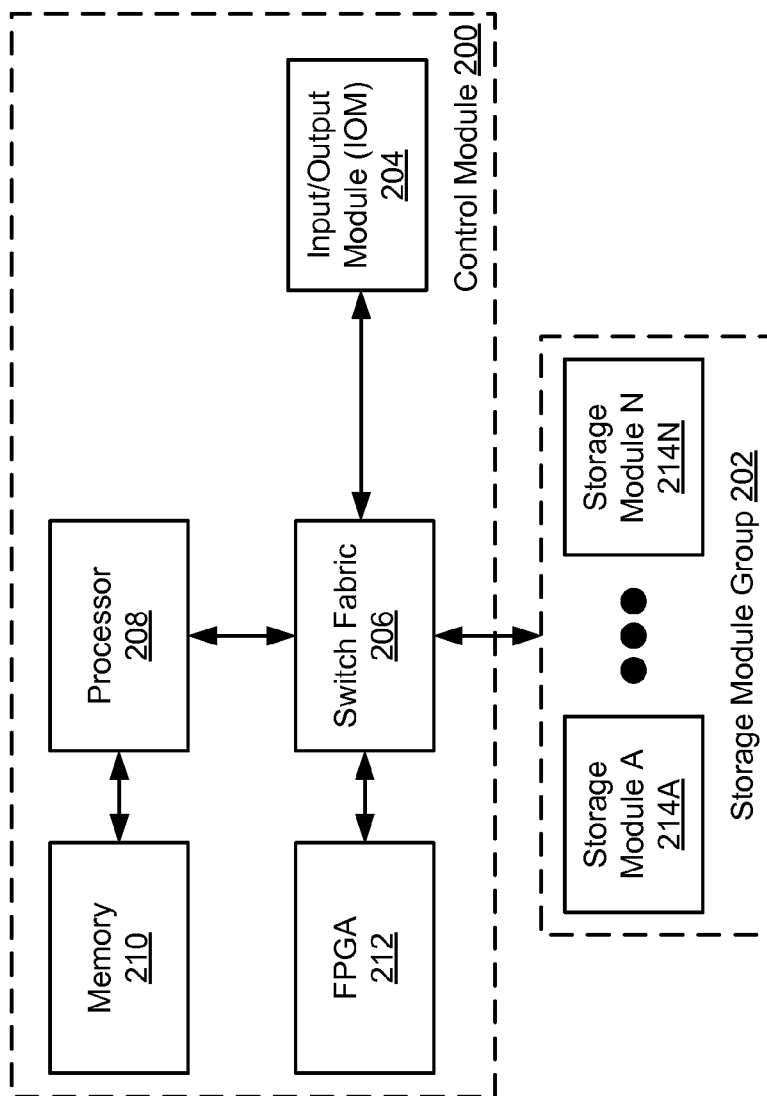 Memory
210
Processor
208
FPGA
212
Switch Fabric
206
Input/Output
Module (IOM)
204
Control Module 200
Storage
Module A
214A
Storage
Module N
214N
Storage Module Group 202